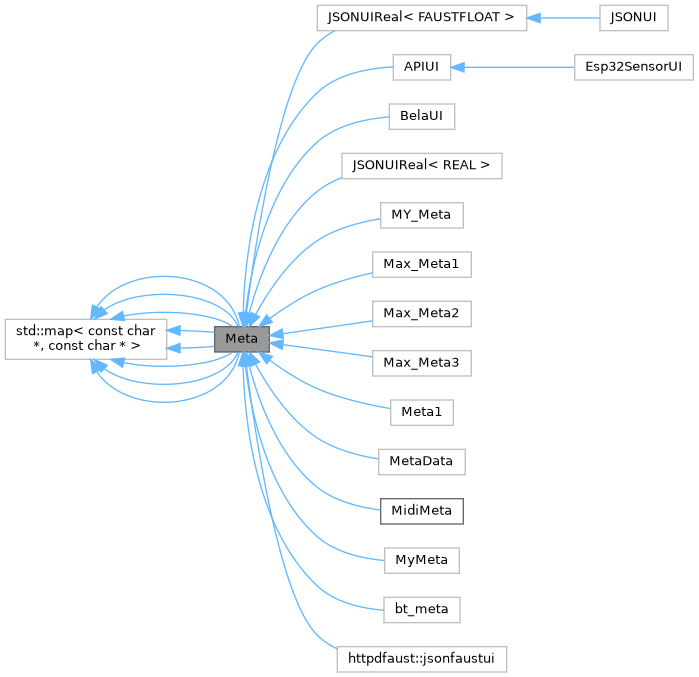 JSONUIReal< FAUSTFLOAT >
JSONUI
APIUI
Esp32SensorUI
BelaUI
JSONUIReal< REAL >
MY_Meta
Max_Meta1
Max_Meta2
std::map< const char
*, const char * >
Meta
Max_Meta3
Meta1
MetaData
MidiMeta
MyMeta
bt_meta
httpdfaust::jsonfaustui